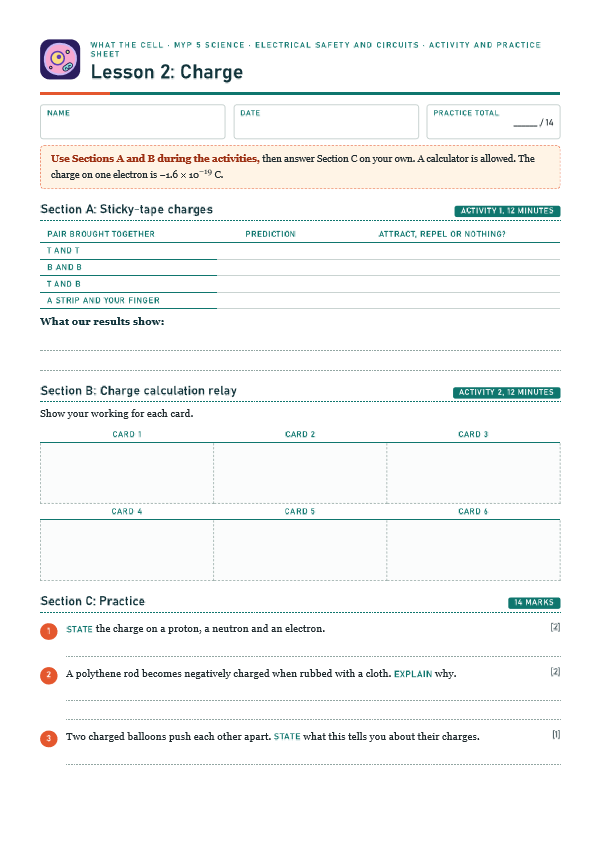 WHAT THE CELL · MYP 5 SCIENCE · ELECTRICAL SAFETY AND CIRCUITS · ACTIVITY AND PRACTICE
SHEET
Lesson 2: Charge
NAME
DATE
PRACTICE TOTAL
_____ / 14
Use Sections A and B during the activities, then answer Section C on your own. A calculator is allowed. The
charge on one electron is −1.6 × 10⁻¹⁹ C.
Section A: Sticky-tape charges
ACTIVITY 1, 12 MINUTES
PAIR BROUGHT TOGETHER PREDICTION ATTRACT, REPEL OR NOTHING?
T AND T
B AND B
T AND B
A STRIP AND YOUR FINGER
What our results show:
Section B: Charge calculation relay
ACTIVITY 2, 12 MINUTES
Show your working for each card.
CARD 1 CARD 2 CARD 3
CARD 4 CARD 5 CARD 6
Section C: Practice
14 MARKS
1 STATE the charge on a proton, a neutron and an electron. [2]
2 A polythene rod becomes negatively charged when rubbed with a cloth. EXPLAIN why. [2]
3 Two charged balloons push each other apart. STATE what this tells you about their charges. [1]